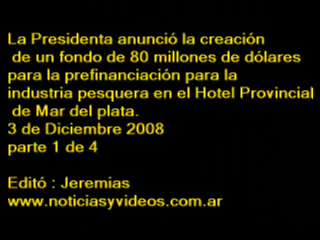 La Presidenta anunció la creación
de un fondo de 80 millones de dólares
para la prefinanciación para la
industria pesquera en el Hotel Provincial
de Mar del plata.
3 de Diciembre 2008
parte 1 de 4
Editó : Jeremias
www.noticiasyvideos.com.ar